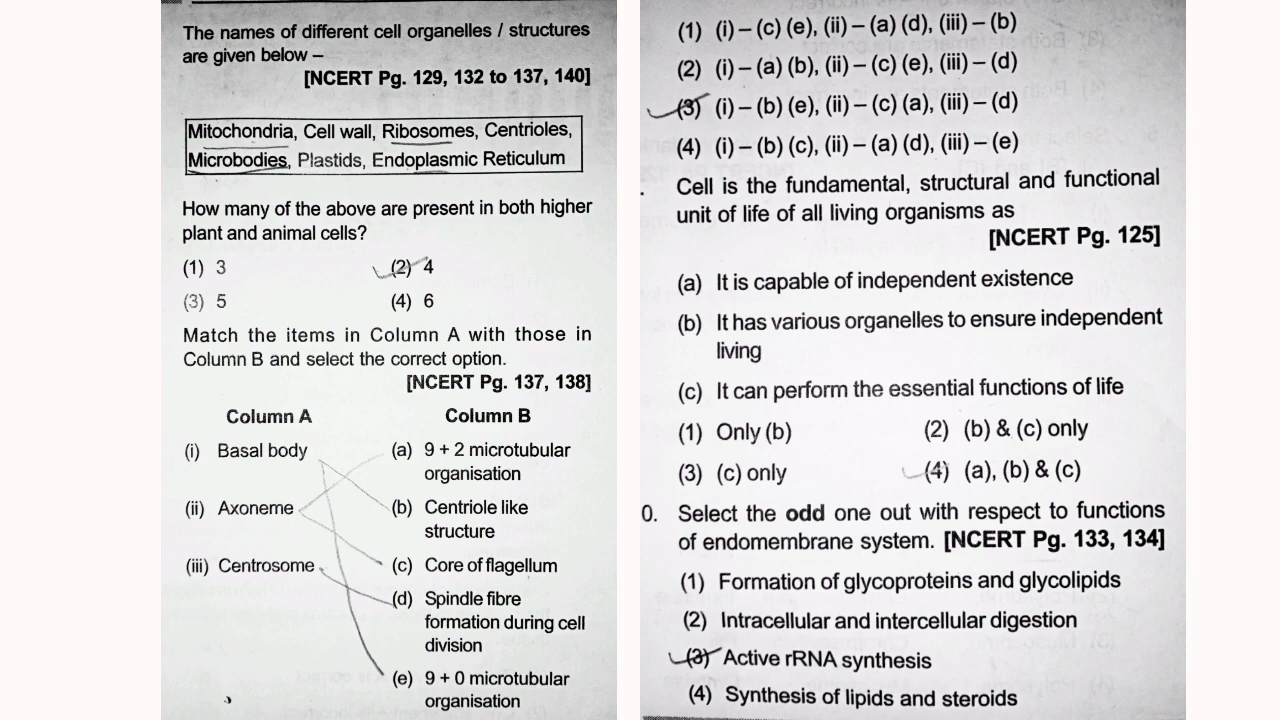 The names of different cell organelles / structures
are given below –
[NCERT Pg. 129, 132 to 137, 140]
Mitochondria, Cell wall, Ribosomes, Centrioles,
Microbodies, Plastids, Endoplasmic Reticulum
How many of the above are present in both higher
plant and animal cells?
(1) 3 (2) 4
(3) 5 (4) 6
Match the items in Column A with those in
Column B and select the correct option.
[NCERT Pg. 137, 138]
Column A Column B
(i) Basal body (a) 9 + 2 microtubular
organisation
(ii) Axoneme (b) Centriole like
structure
(iii) Centrosome (c) Core of flagellum
(d) Spindle fibre
formation during cell
division
(e) 9 + 0 microtubular
organisation
(1) (i) – (c) (e), (ii) – (a) (d), (iii) – (b)
(2) (i) – (a) (b), (ii) – (c) (e), (iii) – (d)
(3) (i) – (b) (e), (ii) – (c) (a), (iii) – (d)
(4) (i) – (b) (c), (ii) – (a) (d), (iii) – (e)
. Cell is the fundamental, structural and functional
unit of life of all living organisms as
[NCERT Pg. 125]
(a) It is capable of independent existence
(b) It has various organelles to ensure independent
living
(c) It can perform the essential functions of life
(1) Only (b) (2) (b) & (c) only
(3) (c) only (4) (a), (b) & (c)
0. Select the odd one out with respect to functions
of endomembrane system. [NCERT Pg. 133, 134]
(1) Formation of glycoproteins and glycolipids
(2) Intracellular and intercellular digestion
(3) Active rRNA synthesis
(4) Synthesis of lipids and steroids